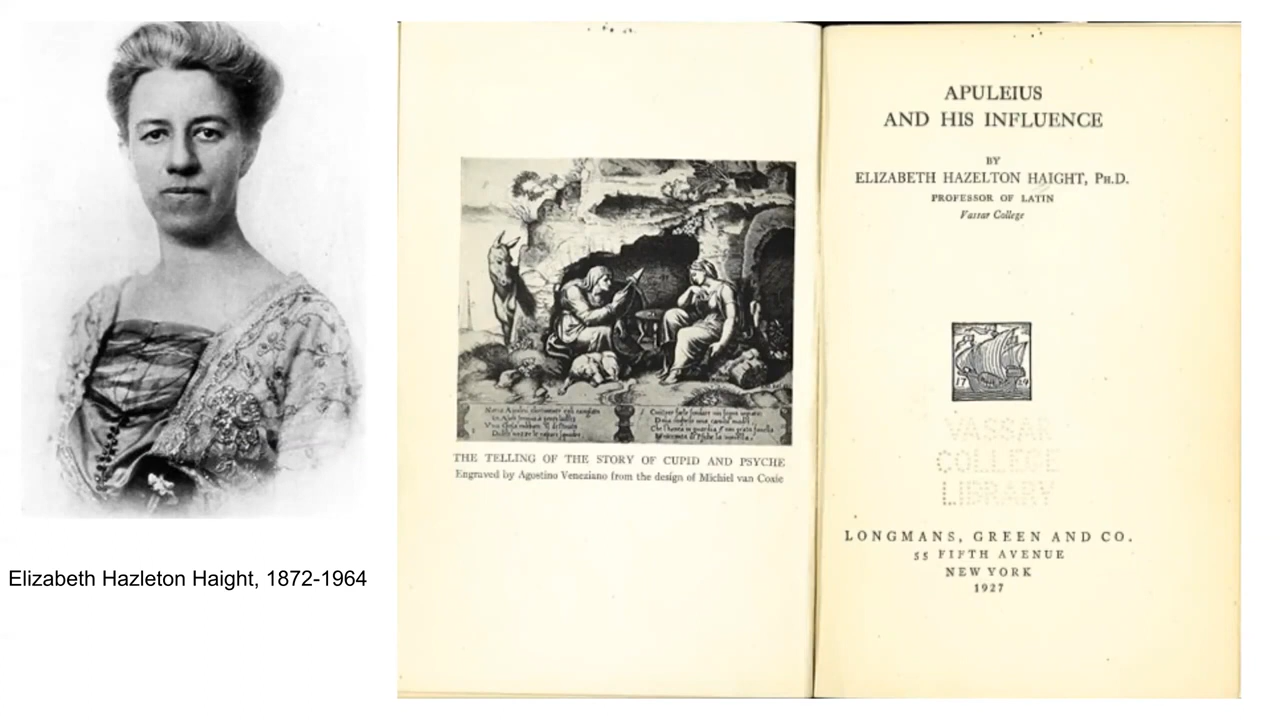 Elizabeth Hazleton Haight, 1872-1964
THE TELLING OF THE STORY OF CUPID AND PSYCHE
Engraved by Agostino Veneziano from the design of Michiel van Coxie
APULEIUS
AND HIS INFLUENCE
BY
ELIZABETH HAZELTON HAIGHT, Ph.D.
PROFESSOR OF LATIN
Vassar College
17 24
VASSAR
COLLEGE
LIBRARY
LONGMANS, GREEN AND CO.
55 FIFTH AVENUE
NEW YORK
1927